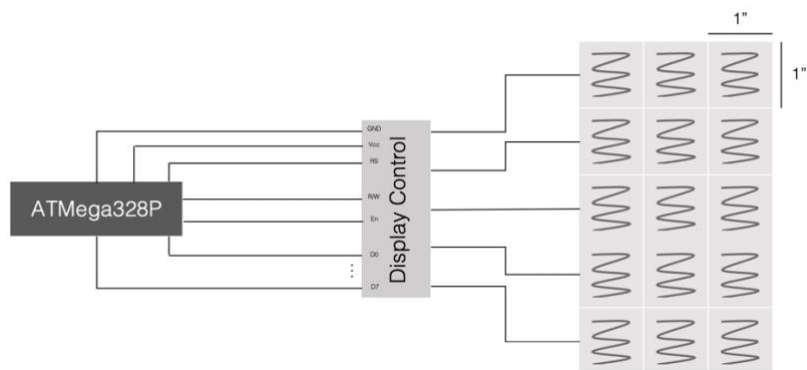 1”
1”
GND
Vcc
RS
ATMega328P
R/W
En
Display Control
D0
⋮
D7